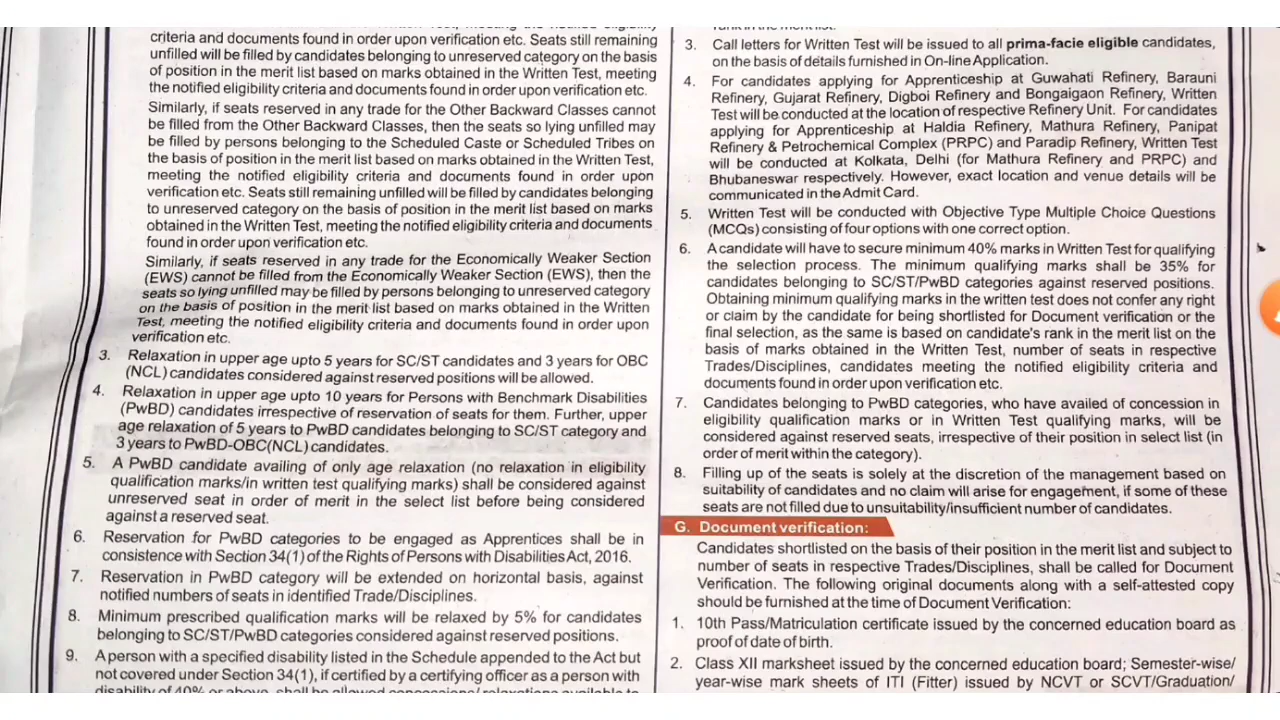 criteria and documents found in order upon verification etc. Seats still remaining
unfilled will be filled by candidates belonging to unreserved category on the basis
of position in the merit list based on marks obtained in the Written Test, meeting
the notified eligibility criteria and documents found in order upon verification etc.
Similarly, if seats reserved in any trade for the Other Backward Classes cannot
be filled from the Other Backward Classes, then the seats so lying unfilled may
be filled by persons belonging to the Scheduled Caste or Scheduled Tribes on
the basis of position in the merit list based on marks obtained in the Written Test,
meeting the notified eligibility criteria and documents found in order upon
verification etc. Seats still remaining unfilled will be filled by candidates belonging
to unreserved category on the basis of position in the merit list based on marks
obtained in the Written Test, meeting the notified eligibility criteria and documents
found in order upon verification etc.
Similarly, if seats reserved in any trade for the Economically Weaker Section
(EWS) cannot be filled from the Economically Weaker Section (EWS), then the
seats so lying unfilled may be filled by persons belonging to unreserved category
on the basis of position in the merit list based on marks obtained in the Written
Test, meeting the notified eligibility criteria and documents found in order upon
verification etc.
3. Relaxation in upper age upto 5 years for SC/ST candidates and 3 years for OBC
(NCL) candidates considered against reserved positions will be allowed.
4. Relaxation in upper age upto 10 years for Persons with Benchmark Disabilities
(PwBD) candidates irrespective of reservation of seats for them. Further, upper
age relaxation of 5 years to PwBD candidates belonging to SC/ST category and
3 years to PwBD-OBC(NCL) candidates.
5. A PwBD candidate availing of only age relaxation (no relaxation in eligibility
qualification marks/in written test qualifying marks) shall be considered against
unreserved seat in order of merit in the select list before being considered
against a reserved seat.
6. Reservation for PwBD categories to be engaged as Apprentices shall be in
consistence with Section 34(1) of the Rights of Persons with Disabilities Act, 2016.
7. Reservation in PwBD category will be extended on horizontal basis, against
notified numbers of seats in identified Trade/Disciplines.
8. Minimum prescribed qualification marks will be relaxed by 5% for candidates
belonging to SC/ST/PwBD categories considered against reserved positions.
9. A person with a specified disability listed in the Schedule appended to the Act but
not covered under Section 34(1), if certified by a certifying officer as a person with
disability of 40% or above, shall be allowed concessions/ relaxations available to
rank in the merit list.
3. Call letters for Written Test will be issued to all prima-facie eligible candidates,
on the basis of details furnished in On-line Application.
4. For candidates applying for Apprenticeship at Guwahati Refinery, Barauni
Refinery, Gujarat Refinery, Digboi Refinery and Bongaigaon Refinery, Written
Test will be conducted at the location of respective Refinery Unit. For candidates
applying for Apprenticeship at Haldia Refinery, Mathura Refinery, Panipat
Refinery & Petrochemical Complex (PRPC) and Paradip Refinery, Written Test
will be conducted at Kolkata, Delhi (for Mathura Refinery and PRPC) and
Bhubaneswar respectively. However, exact location and venue details will be
communicated in the Admit Card.
5. Written Test will be conducted with Objective Type Multiple Choice Questions
(MCQs) consisting of four options with one correct option.
6. A candidate will have to secure minimum 40% marks in Written Test for qualifying
the selection process. The minimum qualifying marks shall be 35% for
candidates belonging to SC/ST/PwBD categories against reserved positions.
Obtaining minimum qualifying marks in the written test does not confer any right
or claim by the candidate for being shortlisted for Document verification or the
final selection, as the same is based on candidate's rank in the merit list on the
basis of marks obtained in the Written Test, number of seats in respective
Trades/Disciplines, candidates meeting the notified eligibility criteria and
documents found in order upon verification etc.
7. Candidates belonging to PwBD categories, who have availed of concession in
eligibility qualification marks or in Written Test qualifying marks, will be
considered against reserved seats, irrespective of their position in select list (in
order of merit within the category).
8. Filling up of the seats is solely at the discretion of the management based on
suitability of candidates and no claim will arise for engagement, if some of these
seats are not filled due to unsuitability/insufficient number of candidates.
G. Document verification:
Candidates shortlisted on the basis of their position in the merit list and subject to
number of seats in respective Trades/Disciplines, shall be called for Document
Verification. The following original documents along with a self-attested copy
should be furnished at the time of Document Verification:
1. 10th Pass/Matriculation certificate issued by the concerned education board as
proof of date of birth.
2. Class XII marksheet issued by the concerned education board; Semester-wise/
year-wise mark sheets of ITI (Fitter) issued by NCVT or SCVT/Graduation/